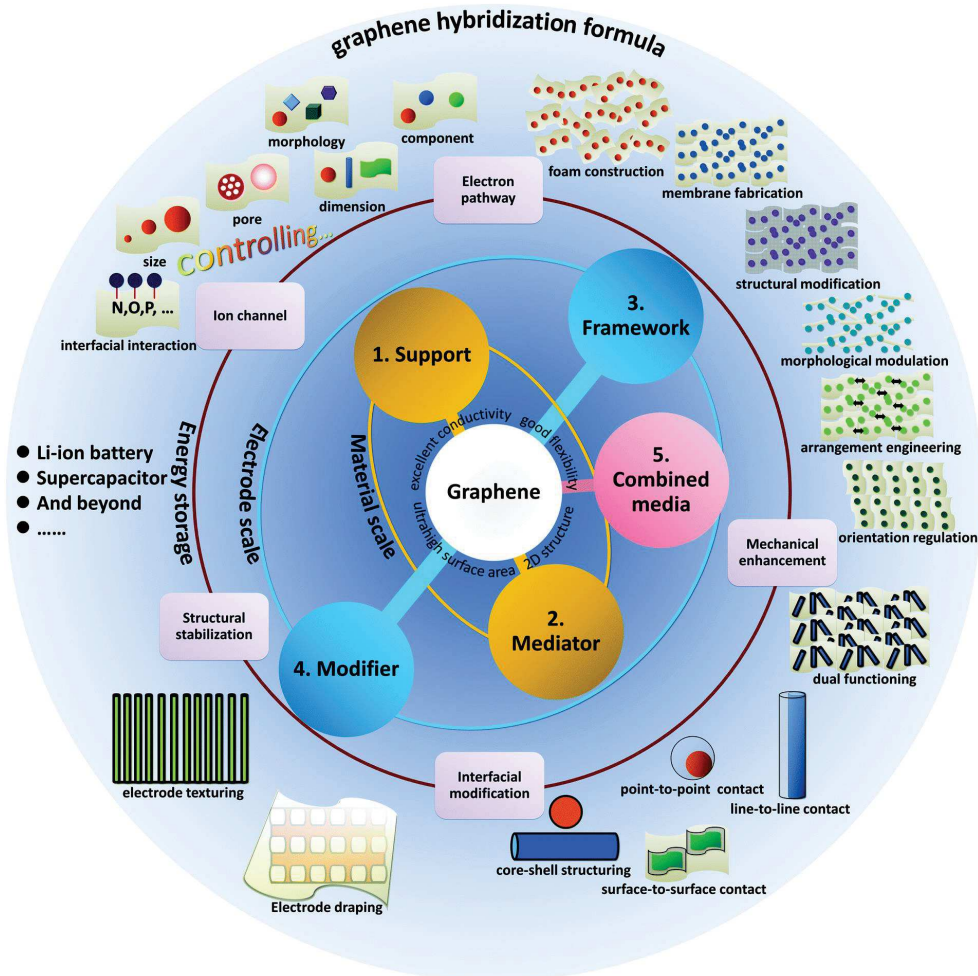 graphene hybridization formula
morphology
component
foam construction
membrane fabrication
pore
dimension
Electron
pathway
size
controlling...
structural modification
N,O,P, ...
interfacial interaction
Ion channel
3.
Framework
1. Support
morphological modulation
arrangement engineering
excellent conductivity
good flexibility
5.
Combined
media
Graphene
ultrahigh surface area
2D structure
Material scale
Electrode scale
Energy storage
● Li-ion battery
● Supercapacitor
● And beyond
● ......
orientation regulation
Mechanical
enhancement
Structural
stabilization
2.
Mediator
4. Modifier
dual functioning
electrode texturing
Interfacial
modification
point-to-point contact
line-to-line contact
core-shell structuring
surface-to-surface contact
Electrode draping